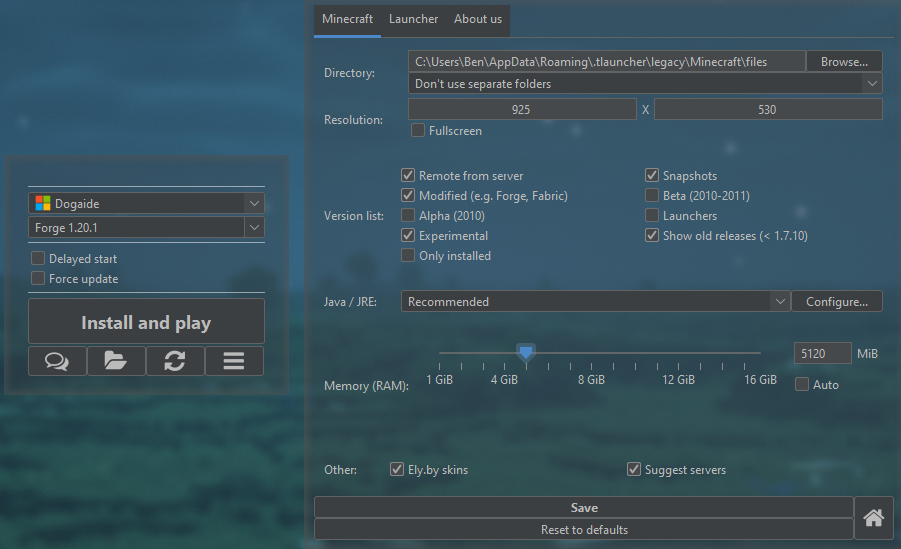 Minecraft Launcher About us
Directory: C:\Users\Ben\AppData\Roaming\.tlauncher\legacy\Minecraft\files Browse...
Don't use separate folders
Resolution: 925 X 530
Fullscreen
Version list:
Remote from server Snapshots
Modified (e.g. Forge, Fabric) Beta (2010-2011)
Alpha (2010) Launchers
Experimental Show old releases (< 1.7.10)
Only installed
Java / JRE: Recommended Configure...
Memory (RAM): 5120 MiB
1 GiB 4 GiB 8 GiB 12 GiB 16 GiB Auto
Other: Ely.by skins Suggest servers
Save
Reset to defaults
Dogaide
Forge 1.20.1
Delayed start
Force update
Install and play